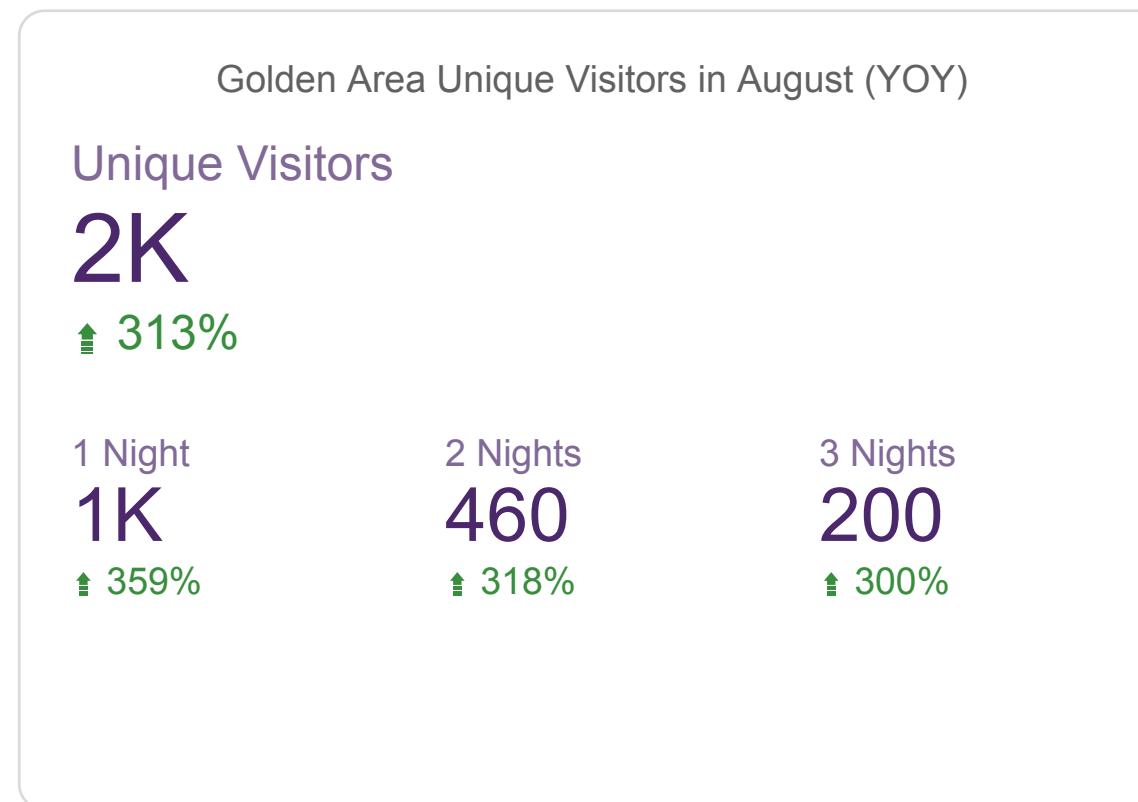 Golden Area Unique Visitors in August (YOY)
Unique Visitors
2K
313%
1 Night 2 Nights 3 Nights
1K 460 200
359% 318% 300%